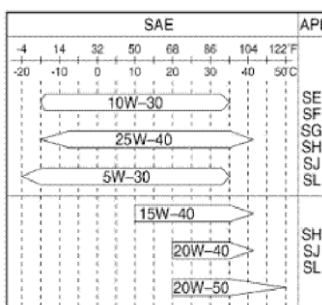 SAE API
-4 14 32 50 68 86 104 122°F
-20 -10 0 10 20 30 40 50°C
10W-30
25W-40
5W-30
SE
SF
SG
SH
SJ
SL
15W-40
20W-40
20W-50
SH
SJ
SL